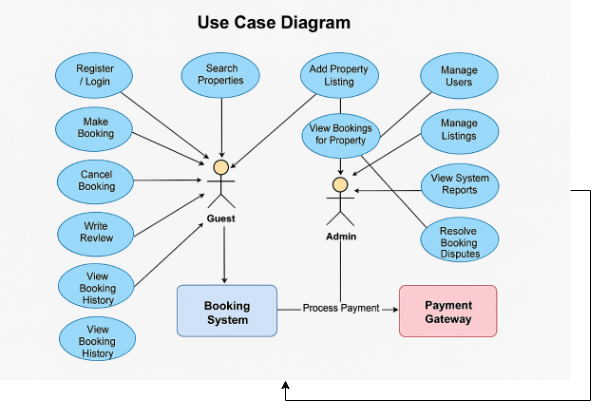 Use Case Diagram
Register
/ Login
Search
Properties
Add Property
Listing
Manage
Users
Make
Booking
View Bookings
for Property
Manage
Listings
Cancel
Booking
View System
Reports
Guest
Write
Review
Admin
Resolve
Booking
Disputes
View
Booking
History
Booking
System
Process Payment
Payment
Gateway
View
Booking
History